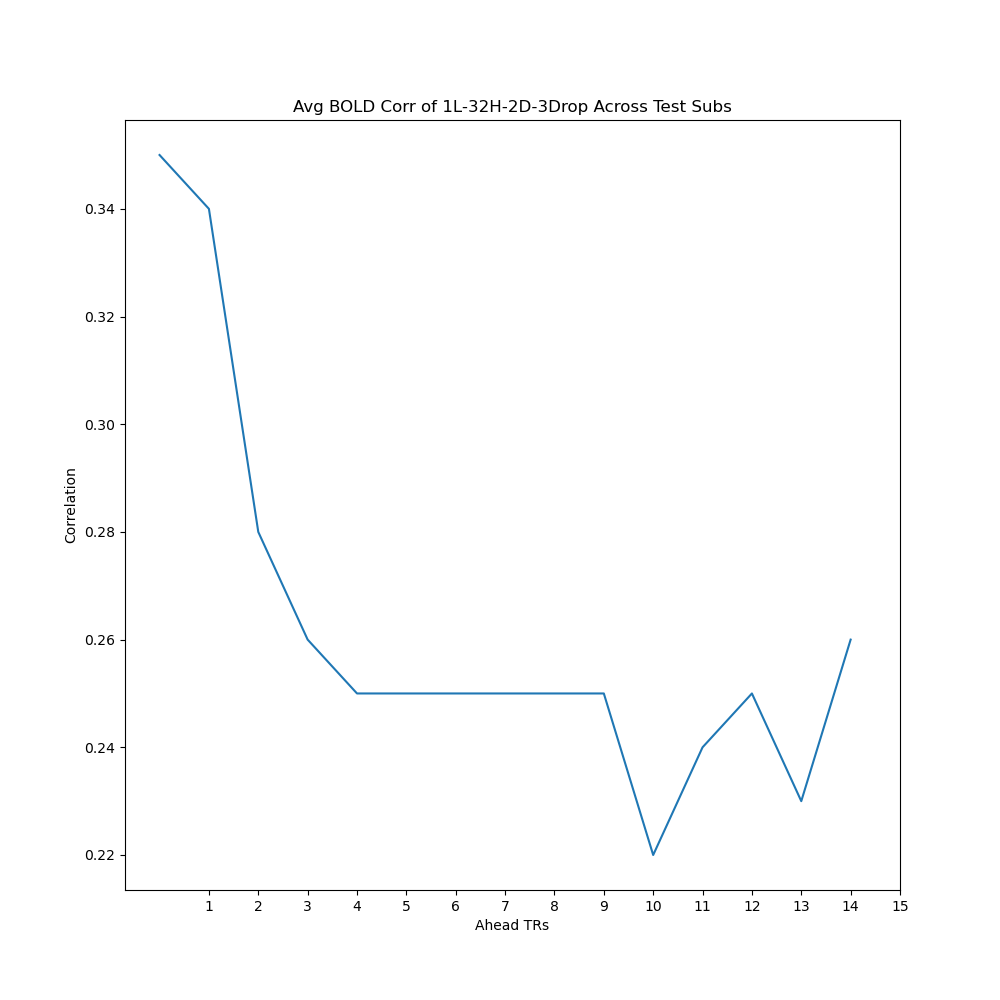 Avg BOLD Corr of 1L-32H-2D-3Drop Across Test Subs
0.34
0.32
0.30
0.28
0.26
0.24
0.22
Correlation
1 2 3 4 5 6 7 8 9 10 11 12 13 14 15
Ahead TRs